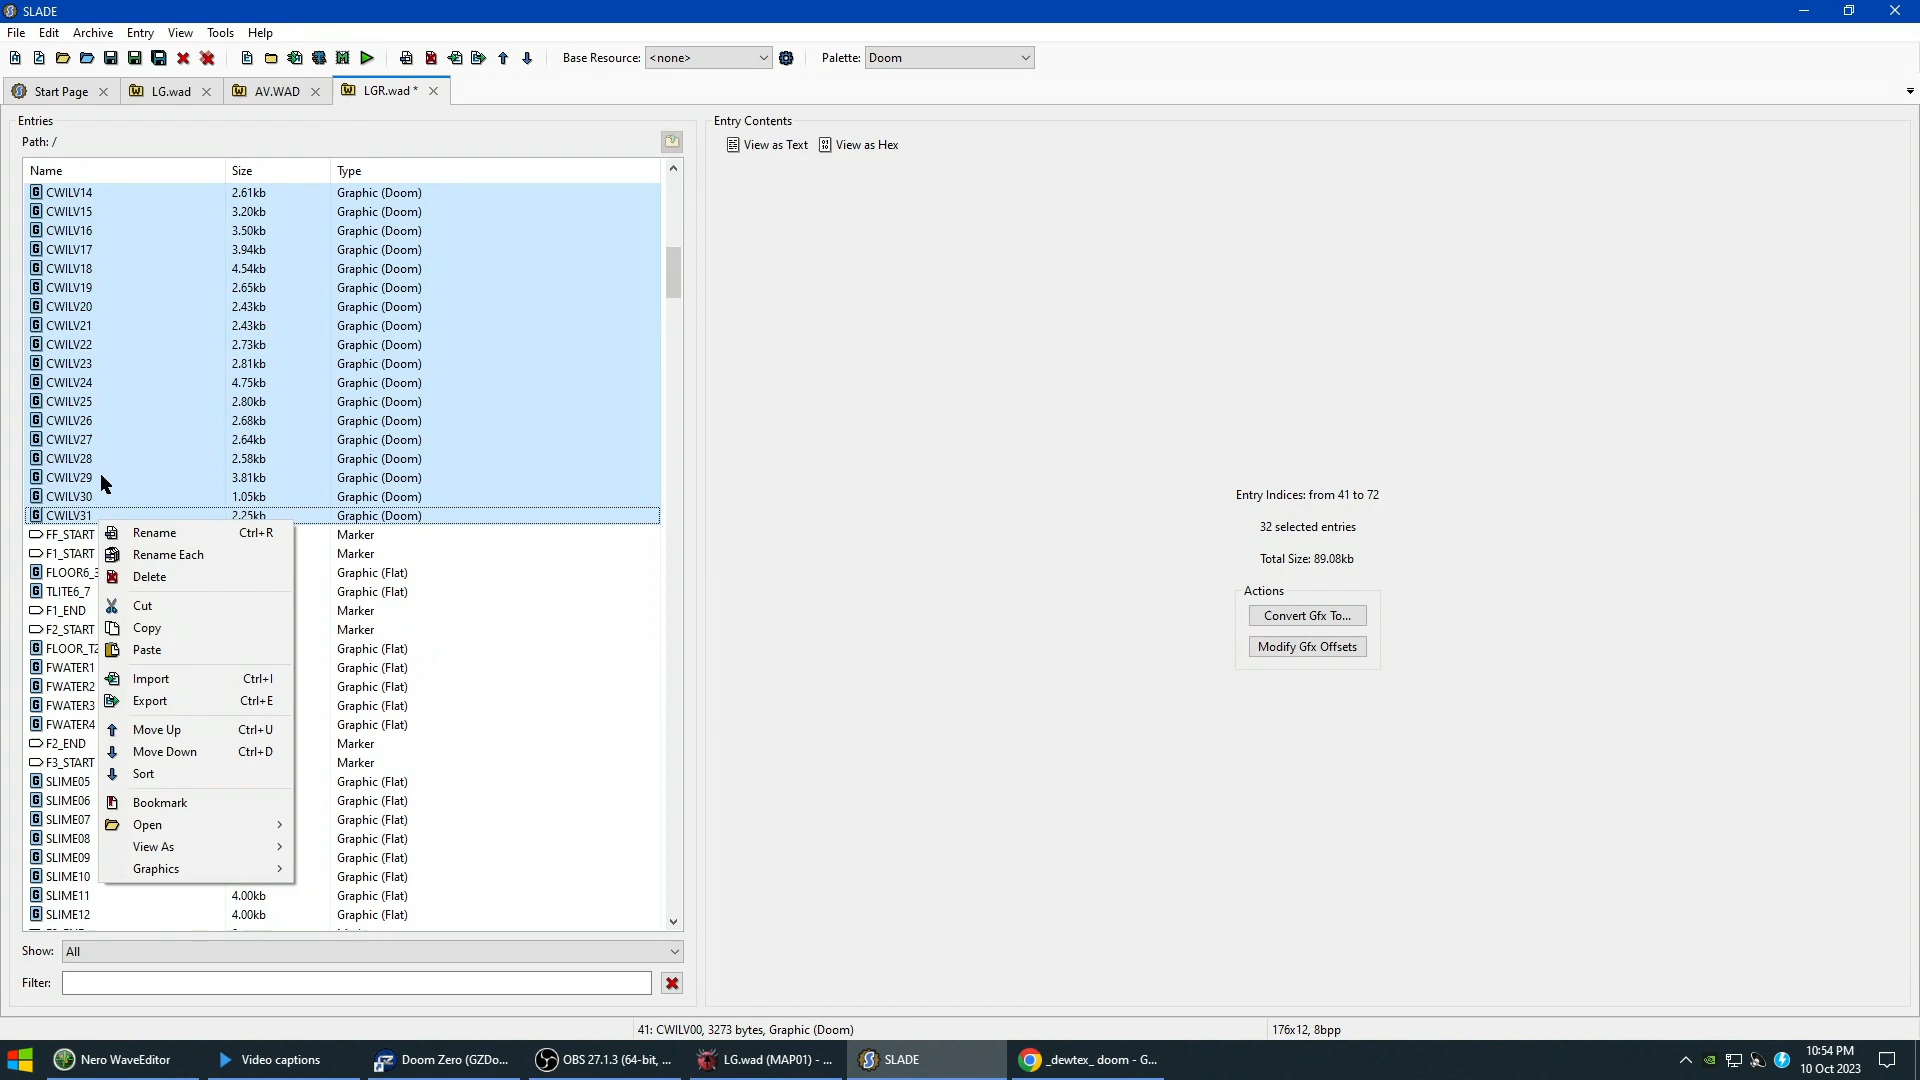 SLADE
File Edit Archive Entry View Tools Help
Base Resource: <none> Palette: Doom
Start Page LG.wad AV.WAD LGR.wad *
Entries
Path: /
Name Size Type
CWILV14 2.61kb Graphic (Doom)
CWILV15 3.20kb Graphic (Doom)
CWILV16 3.50kb Graphic (Doom)
CWILV17 3.94kb Graphic (Doom)
CWILV18 4.54kb Graphic (Doom)
CWILV19 2.65kb Graphic (Doom)
CWILV20 2.43kb Graphic (Doom)
CWILV21 2.43kb Graphic (Doom)
CWILV22 2.73kb Graphic (Doom)
CWILV23 2.81kb Graphic (Doom)
CWILV24 4.75kb Graphic (Doom)
CWILV25 2.80kb Graphic (Doom)
CWILV26 2.68kb Graphic (Doom)
CWILV27 2.64kb Graphic (Doom)
CWILV28 2.58kb Graphic (Doom)
CWILV29 3.81kb Graphic (Doom)
CWILV30 1.05kb Graphic (Doom)
CWILV31 2.25kb Graphic (Doom)
FF_START Marker
F1_START Marker
FLOOR6_3 Graphic (Flat)
TLITE6_7 Graphic (Flat)
F1_END Marker
F2_START Marker
FLOOR_T2 Graphic (Flat)
FWATER1 Graphic (Flat)
FWATER2 Graphic (Flat)
FWATER3 Graphic (Flat)
FWATER4 Graphic (Flat)
F2_END Marker
F3_START Marker
SLIME05 Graphic (Flat)
SLIME06 Graphic (Flat)
SLIME07 Graphic (Flat)
SLIME08 Graphic (Flat)
SLIME09 Graphic (Flat)
SLIME10 Graphic (Flat)
SLIME11 4.00kb Graphic (Flat)
SLIME12 4.00kb Graphic (Flat)
Rename Ctrl+R
Rename Each
Delete
Cut
Copy
Paste
Import Ctrl+I
Export Ctrl+E
Move Up Ctrl+U
Move Down Ctrl+D
Sort
Bookmark
Open
View As
Graphics
Show: All
Filter:
Entry Contents
View as Text View as Hex
Entry Indices: from 41 to 72
32 selected entries
Total Size: 89.08kb
Actions
Convert Gfx To...
Modify Gfx Offsets
41: CWILV00, 3273 bytes, Graphic (Doom) 176x12, 8bpp
Nero WaveEditor Video captions Doom Zero (GZDo... OBS 27.1.3 (64-bit, ... LG.wad (MAP01) - ... SLADE _dewtex_ doom - G...
10:54 PM
10 Oct 2023